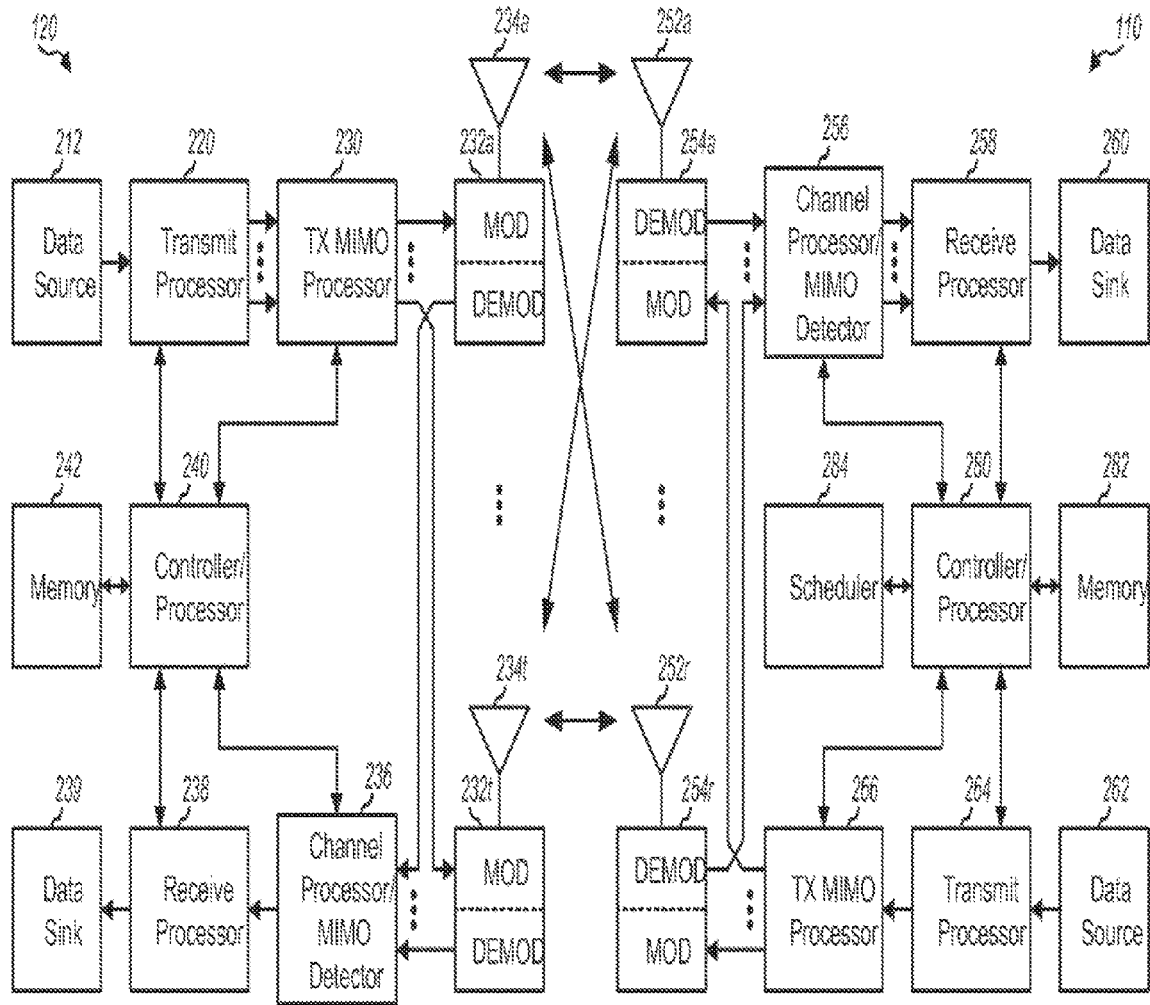 120
234a
252a
110
212
220
230
232a
254a
256
258
260
Data
Source
Transmit
Processor
TX MIMO
Processor
MOD
DEMOD
DEMOD
MOD
Channel
Processor/
MIMO
Detector
Receive
Processor
Data
Sink
242
240
284
280
282
Memory
Controller/
Processor
Scheduler
Controller/
Processor
Memory
234t
252r
239
238
236
232t
254r
266
264
262
Data
Sink
Receive
Processor
Channel
Processor/
MIMO
Detector
MOD
DEMOD
DEMOD
MOD
TX MIMO
Processor
Transmit
Processor
Data
Source